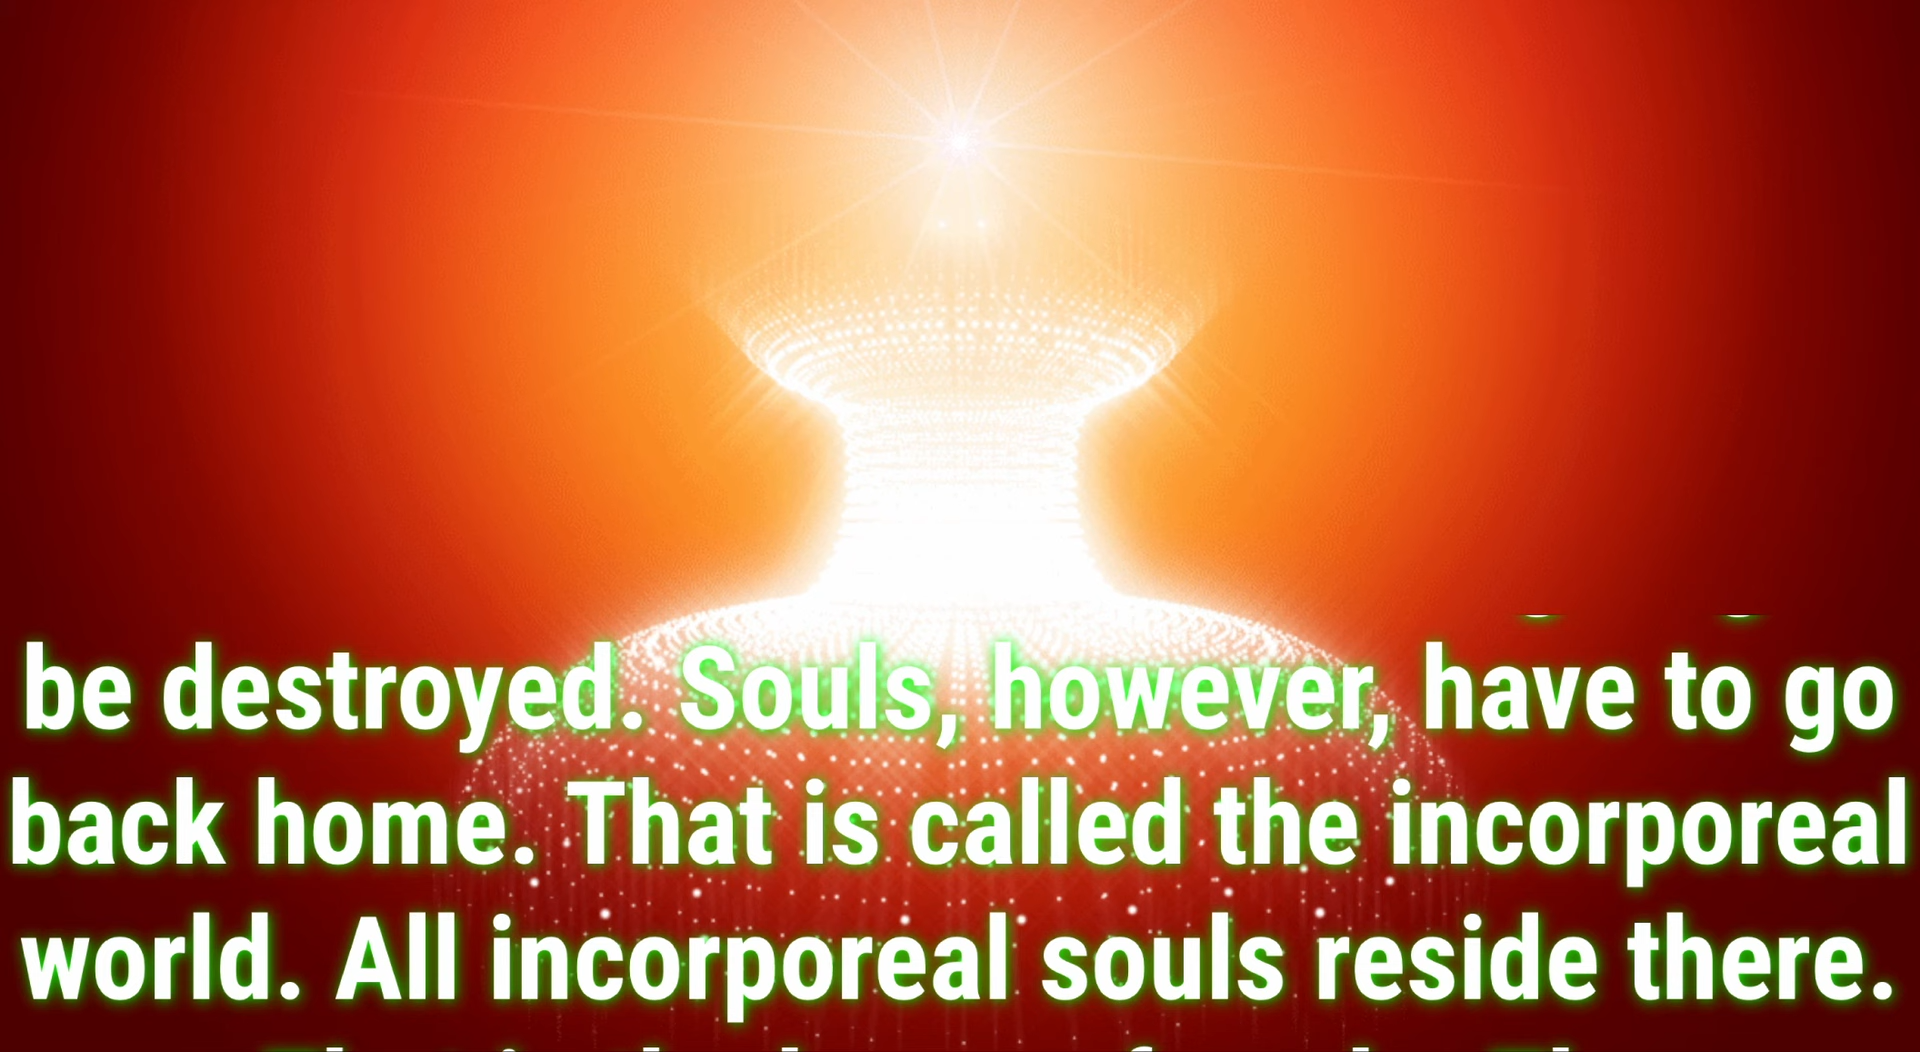 be destroyed. Souls, however, have to go
back home. That is called the incorporeal
world. All incorporeal souls reside there.